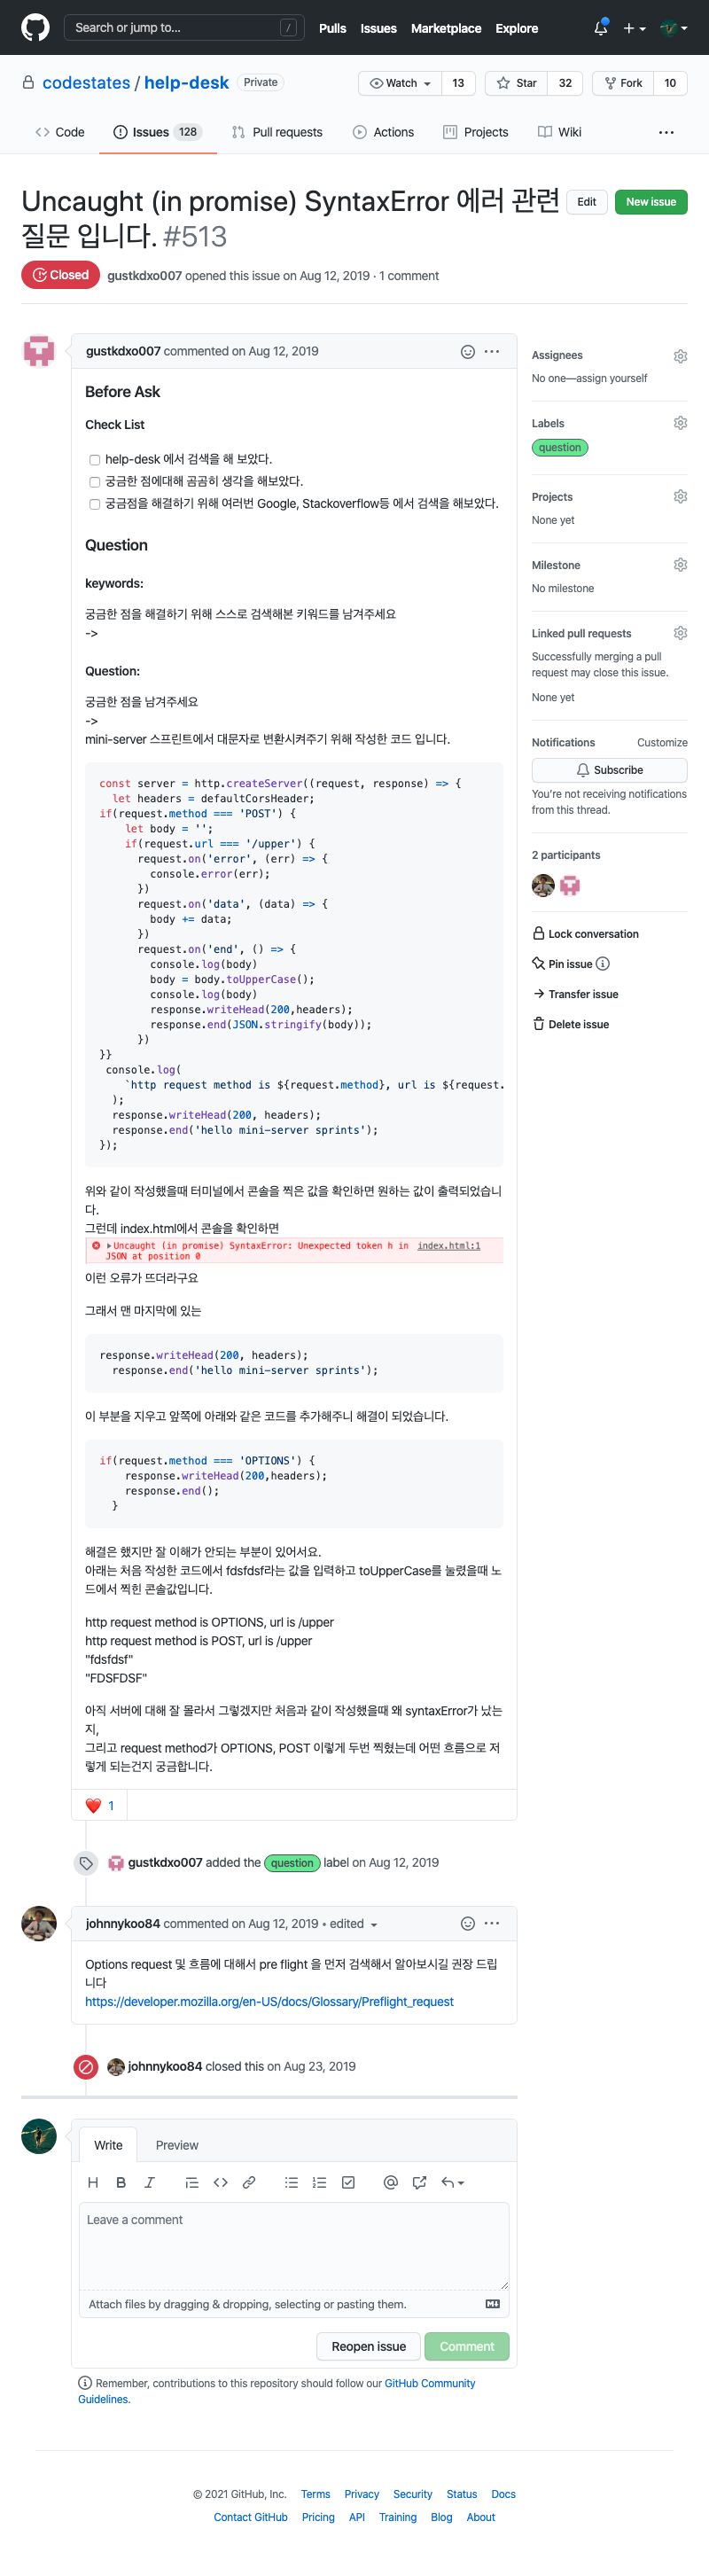 Search or jump to... /
Pulls Issues Marketplace Explore
codestates / help-desk Private
Watch 13 Star 32 Fork 10
Code Issues 128 Pull requests Actions Projects Wiki
Uncaught (in promise) SyntaxError 에러 관련
질문 입니다. #513
Edit New issue
Closed gustkdxo007 opened this issue on Aug 12, 2019 · 1 comment
gustkdxo007 commented on Aug 12, 2019
Before Ask
Check List
help-desk 에서 검색을 해 보았다.
궁금한 점에대해 곰곰히 생각을 해보았다.
궁금점을 해결하기 위해 여러번 Google, Stackoverflow등 에서 검색을 해보았다.
Question
keywords:
궁금한 점을 해결하기 위해 스스로 검색해본 키워드를 남겨주세요
->
Question:
궁금한 점을 남겨주세요
->
mini-server 스프린트에서 대문자로 변환시켜주기 위해 작성한 코드 입니다.
const server = http.createServer((request, response) => {
let headers = defaultCorsHeader;
if(request.method === 'POST') {
let body = '';
if(request.url === '/upper') {
request.on('error', (err) => {
console.error(err);
})
request.on('data', (data) => {
body += data;
})
request.on('end', () => {
console.log(body)
body = body.toUpperCase();
console.log(body)
response.writeHead(200,headers);
response.end(JSON.stringify(body));
})
}}
console.log(
`http request method is ${request.method}, url is ${request.
);
response.writeHead(200, headers);
response.end('hello mini-server sprints');
});
위와 같이 작성했을때 터미널에서 콘솔을 찍은 값을 확인하면 원하는 값이 출력되었습니
다.
그런데 index.html에서 콘솔을 확인하면
Uncaught (in promise) SyntaxError: Unexpected token h in index.html:1
JSON at position 0
이런 오류가 뜨더라구요
그래서 맨 마지막에 있는
response.writeHead(200, headers);
response.end('hello mini-server sprints');
이 부분을 지우고 앞쪽에 아래와 같은 코드를 추가해주니 해결이 되었습니다.
if(request.method === 'OPTIONS') {
response.writeHead(200,headers);
response.end();
}
해결은 했지만 잘 이해가 안되는 부분이 있어서요.
아래는 처음 작성한 코드에서 fdsfdsf라는 값을 입력하고 toUpperCase를 눌렀을때 노
드에서 찍힌 콘솔값입니다.
http request method is OPTIONS, url is /upper
http request method is POST, url is /upper
"fdsfdsf"
"FDSFDSF"
아직 서버에 대해 잘 몰라서 그렇겠지만 처음과 같이 작성했을때 왜 syntaxError가 났는
지,
그리고 request method가 OPTIONS, POST 이렇게 두번 찍혔는데 어떤 흐름으로 저
렇게 되는건지 궁금합니다.
1
gustkdxo007 added the question label on Aug 12, 2019
johnnykoo84 commented on Aug 12, 2019 • edited
Options request 및 흐름에 대해서 pre flight 을 먼저 검색해서 알아보시길 권장 드립
니다
https://developer.mozilla.org/en-US/docs/Glossary/Preflight_request
johnnykoo84 closed this on Aug 23, 2019
Write Preview
Leave a comment
Attach files by dragging & dropping, selecting or pasting them.
Reopen issue Comment
Remember, contributions to this repository should follow our GitHub Community
Guidelines.
Assignees
No one—assign yourself
Labels
question
Projects
None yet
Milestone
No milestone
Linked pull requests
Successfully merging a pull
request may close this issue.
None yet
Notifications Customize
Subscribe
You're not receiving notifications
from this thread.
2 participants
Lock conversation
Pin issue
Transfer issue
Delete issue
© 2021 GitHub, Inc. Terms Privacy Security Status Docs
Contact GitHub Pricing API Training Blog About